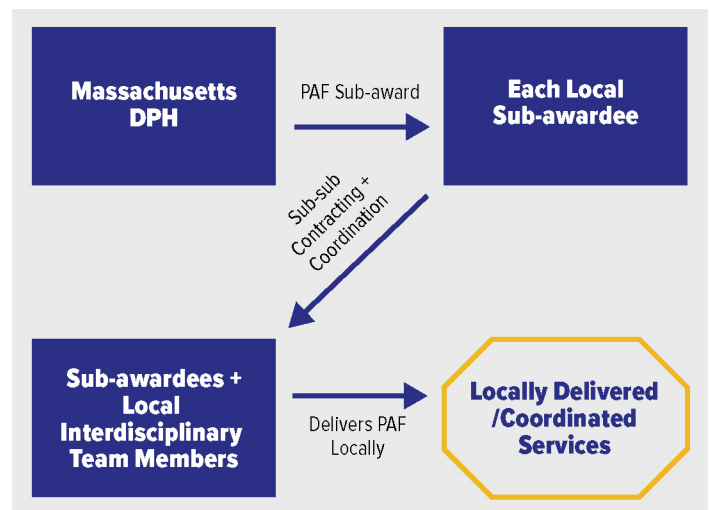 Massachusetts
DPH
PAF Sub-award
Each Local
Sub-awardee
Sub-sub
Contracting +
Coordination
Sub-awardees +
Local
Interdisciplinary
Team Members
Delivers PAF
Locally
Locally Delivered
/Coordinated
Services